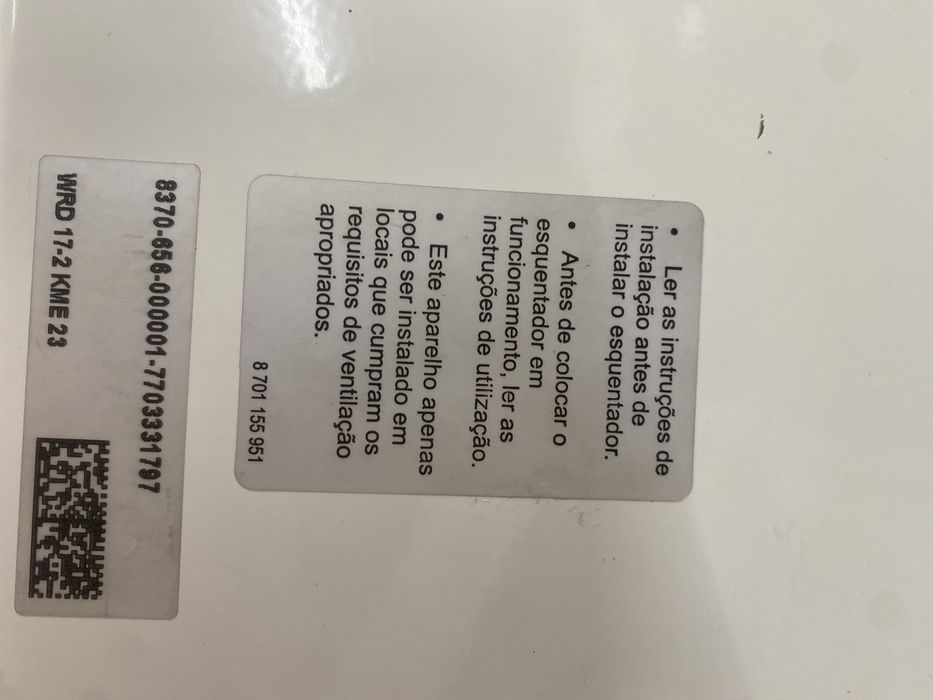 • Ler as instruções de
instalação antes de
instalar o esquentador.
• Antes de colocar o
esquentador em
funcionamento, ler as
instruções de utilização.
• Este aparelho apenas
pode ser instalado em
locais que cumpram os
requisitos de ventilação
apropriados.
8 701 155 951
8370-656-000001-7703331797
WRD 17-2 KME 23